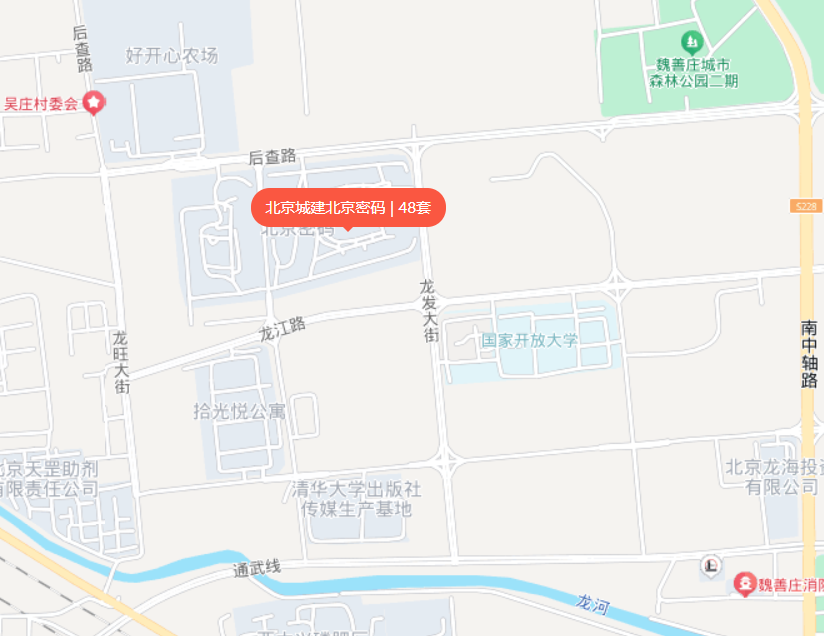 后查路
好开心农场
魏善庄城市
森林公园二期
吴庄村委会
后查路
北京城建北京密码 | 48套
S228
北京密码
龙发大街
龙江路
国家开放大学
龙旺大街
南中轴路
拾光悦公寓
北京天罡助剂
有限责任公司
清华大学出版社
传媒生产基地
北京龙海投资
有限公司
通武线
魏善庄消防
龙河